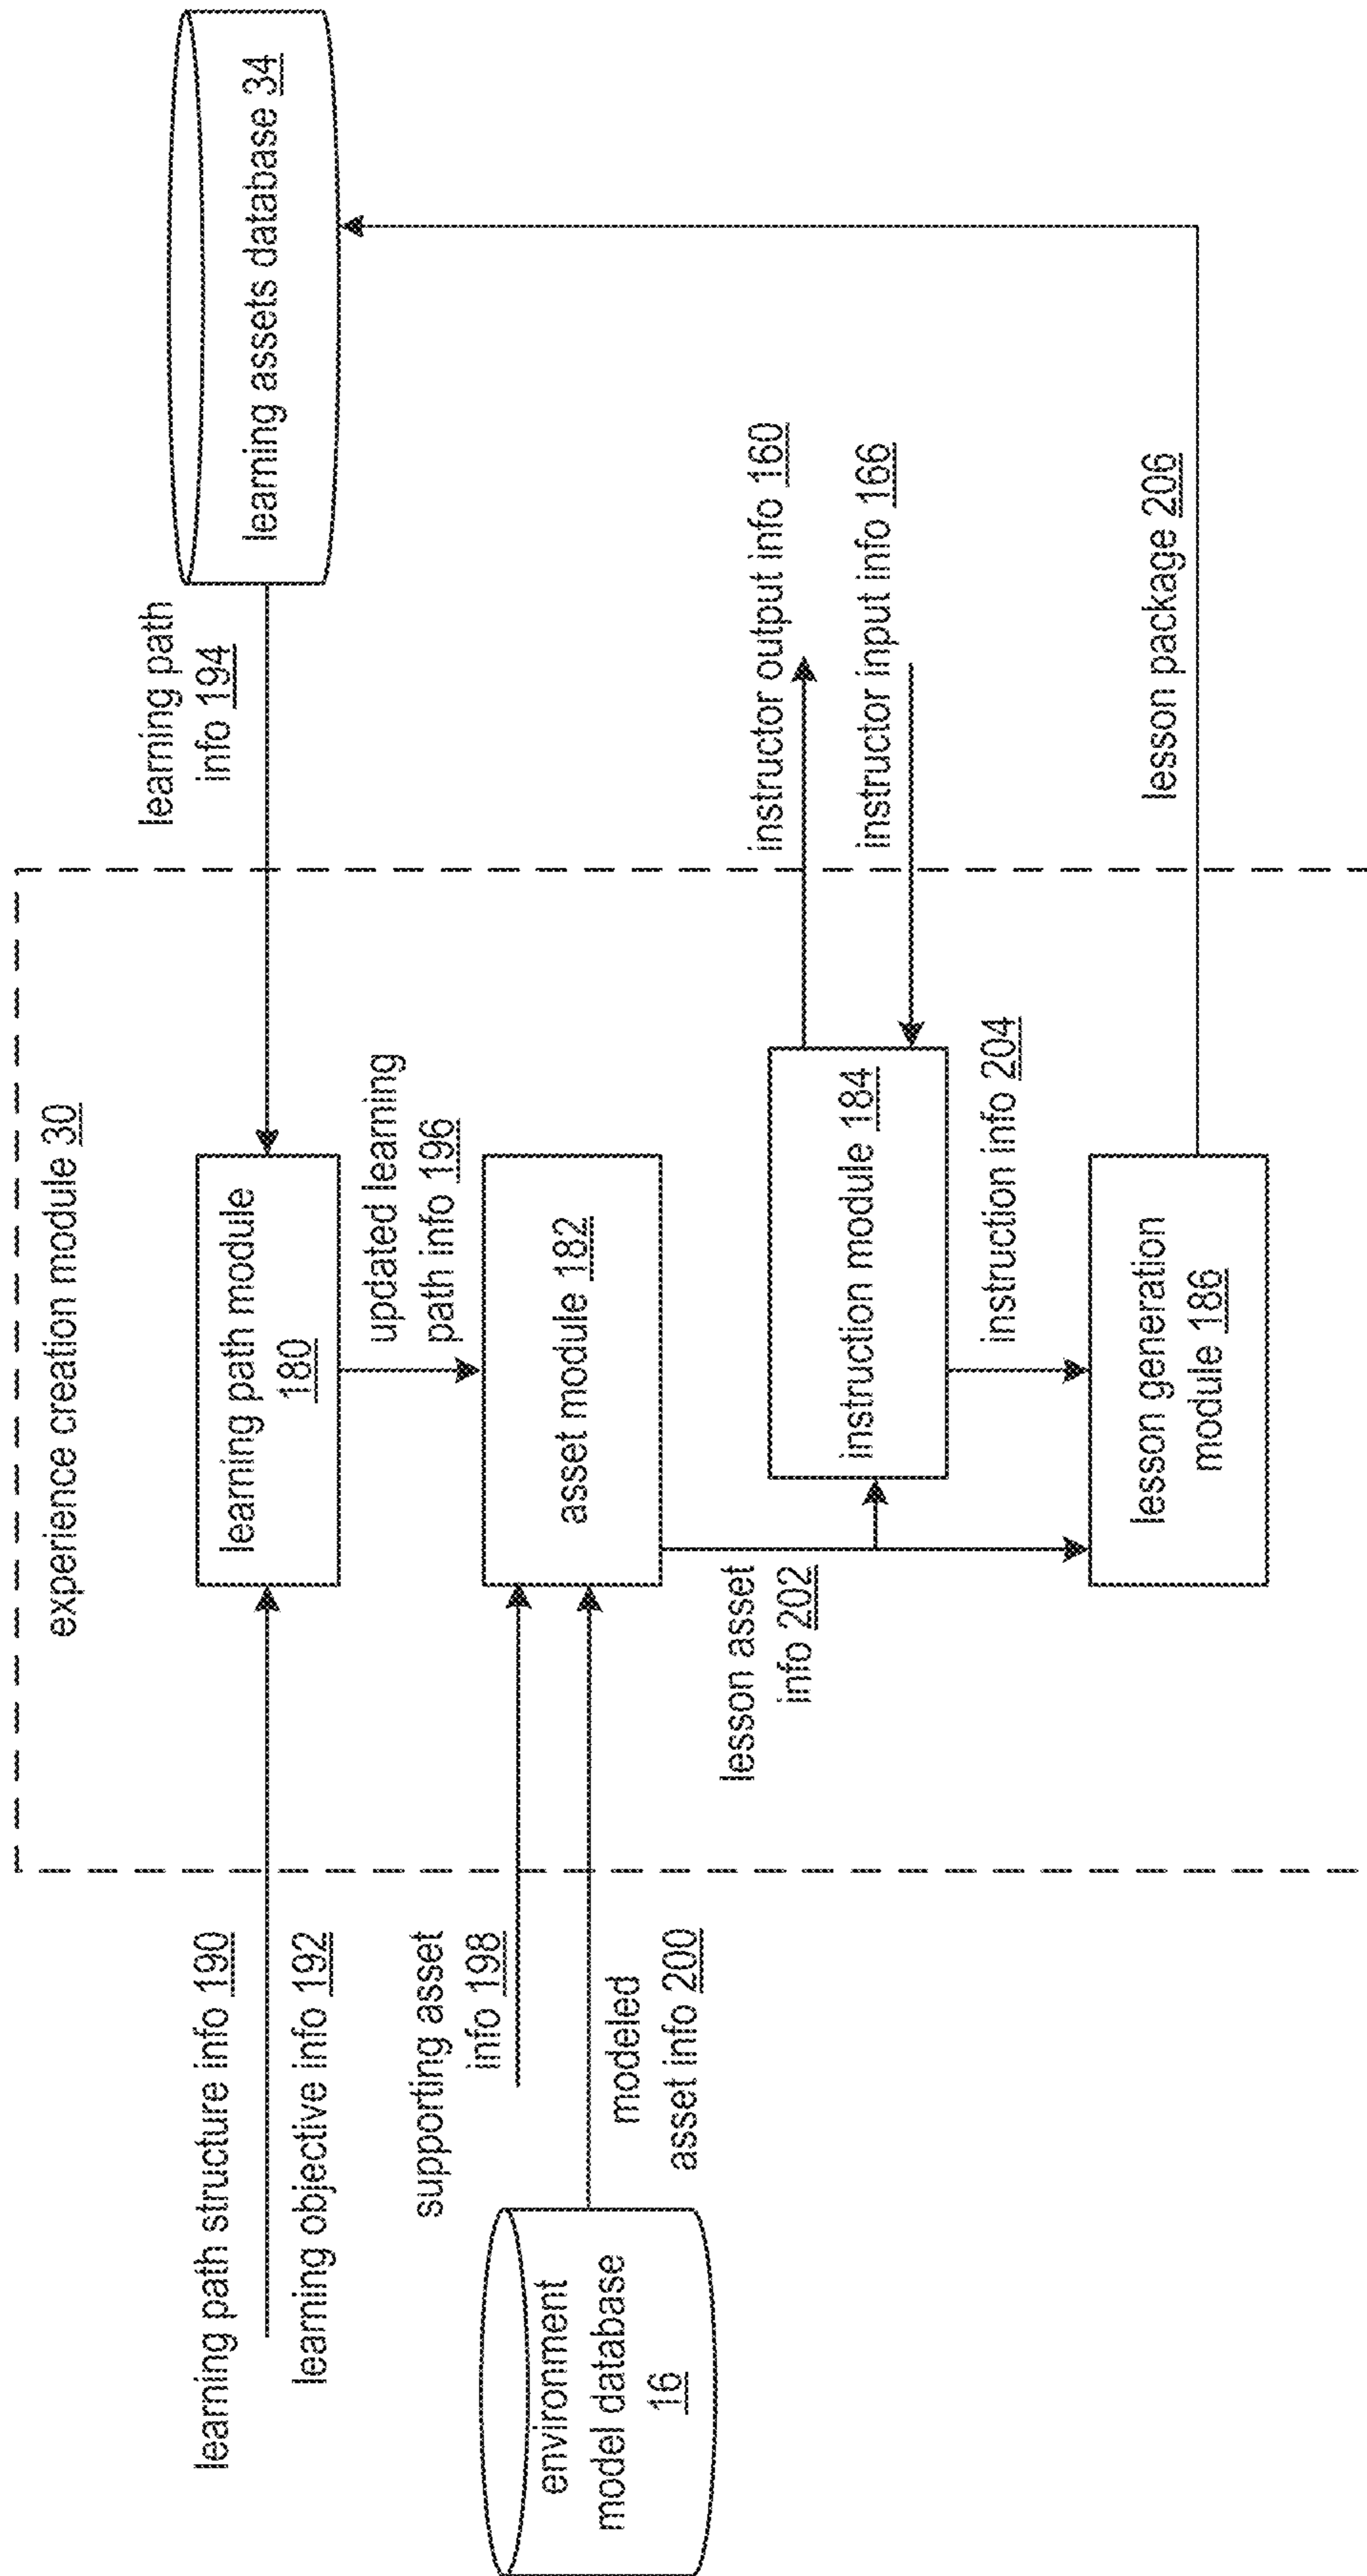 experience creation module 30
learning path structure info 190
learning objective info 192
learning path module
180
learning path
info 194
learning assets database 34
updated learning
path info 196
supporting asset
info 198
asset module 182
environment
model database
16
modeled
asset info 200
lesson asset
info 202
instruction module 184
instructor output info 160
instructor input info 166
instruction info 204
lesson generation
module 186
lesson package 206